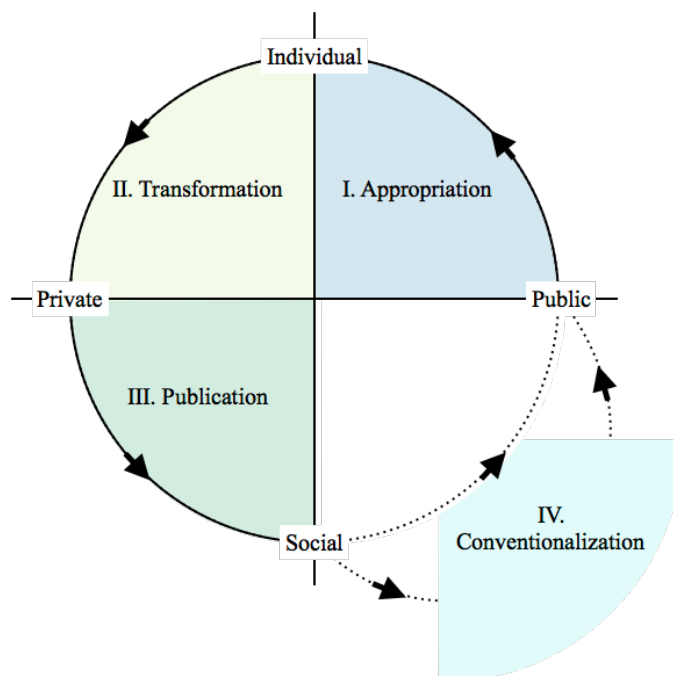 Individual
II. Transformation
I. Appropriation
Private
Public
III. Publication
IV.
Conventionalization
Social